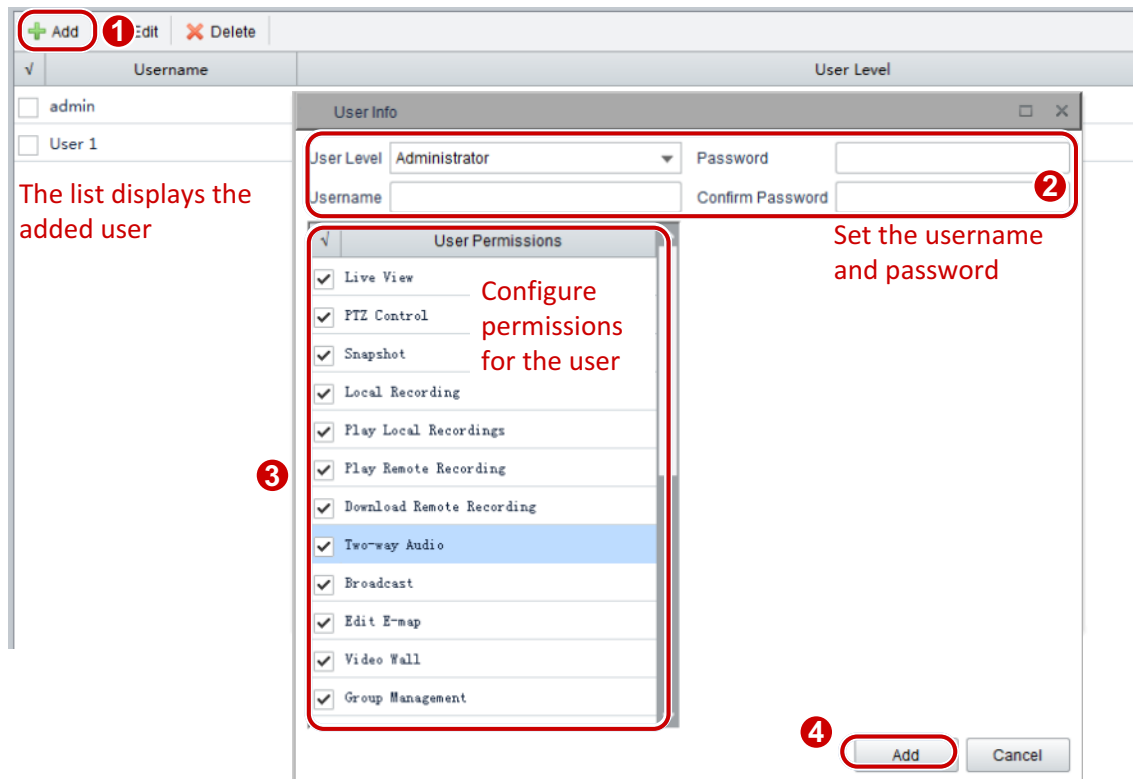 Add 1 Edit Delete
√ Username User Level
admin
User 1
The list displays the
added user
User Info
User Level Administrator Password
Username Confirm Password
2
Set the username
and password
√ User Permissions
Configure
permissions
for the user
Live View
PTZ Control
Snapshot
Local Recording
Play Local Recordings
3
Play Remote Recording
Download Remote Recording
Two-way Audio
Broadcast
Edit E-map
Video Wall
Group Management
4
Add Cancel